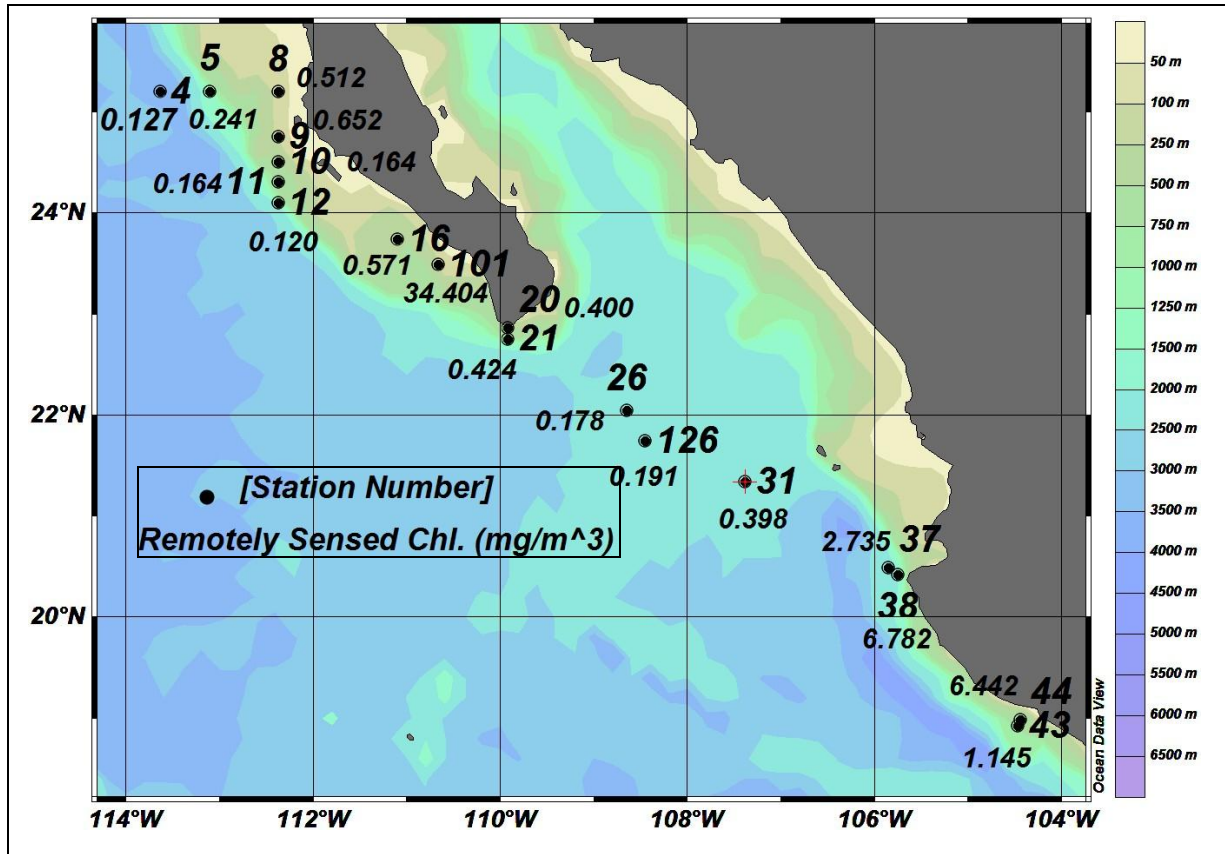 5 8
0.512
4
0.127 0.241
0.652
9
10 0.164
0.164 11
12
0.120
16
0.571 101
34.404
20 0.400
21
0.424
26
0.178
126
0.191
31
0.398
[Station Number]
Remotely Sensed Chl. (mg/m^3)
2.735 37
38
6.782
6.442 44
43
1.145
24°N
22°N
20°N
114°W 112°W 110°W 108°W 106°W 104°W
Ocean Data View
50 m
100 m
250 m
500 m
750 m
1000 m
1250 m
1500 m
2000 m
2500 m
3000 m
3500 m
4000 m
4500 m
5000 m
5500 m
6000 m
6500 m